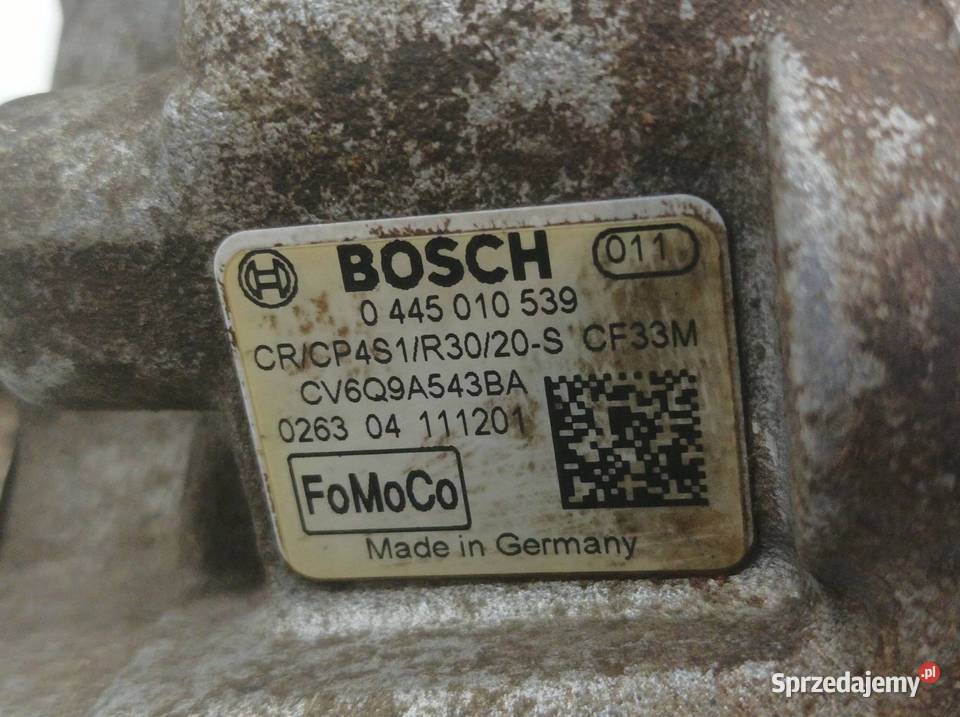 BOSCH 011
0 445 010 539
CR/CP4S1/R30/20-S CF33M
CV6Q9A543BA
0263 04 111201
FoMoCo
Made in Germany
Sprzedajemy.pl